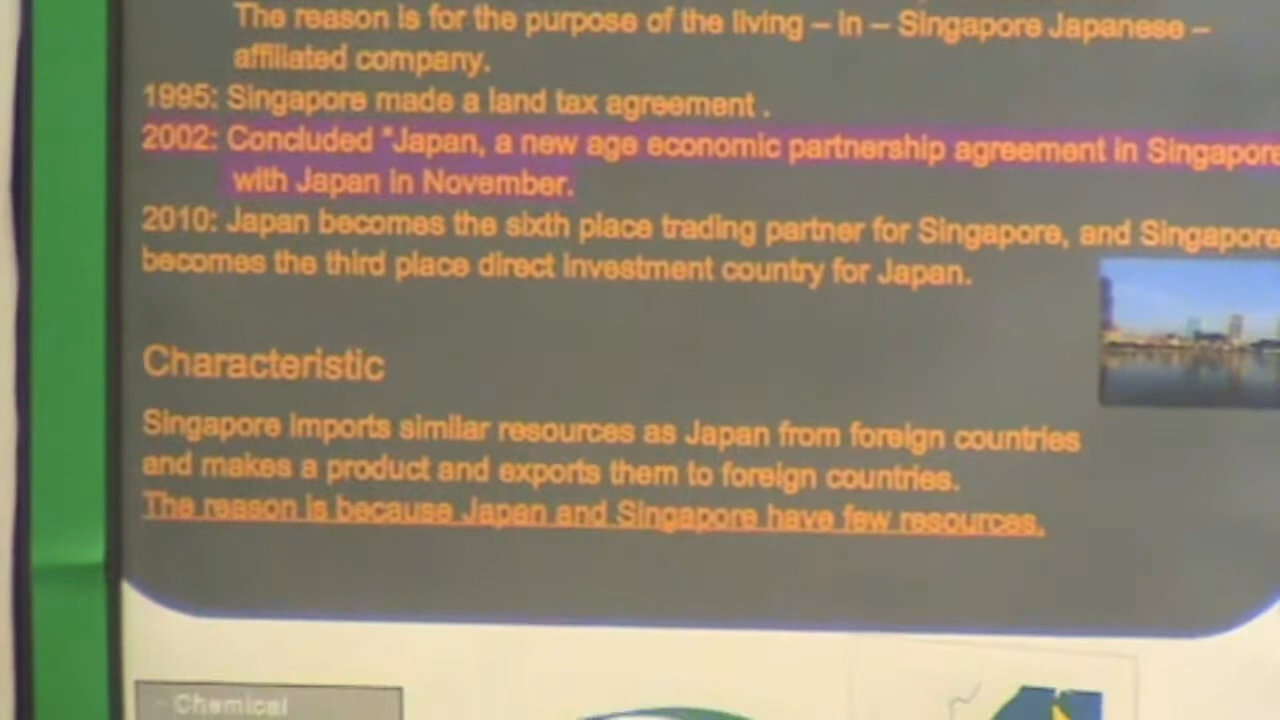 The reason is for the purpose of the living – in – Singapore Japanese –
affiliated company.
1995: Singapore made a land tax agreement .
2002: Concluded "Japan, a new age economic partnership agreement in Singapore
with Japan in November.
2010: Japan becomes the sixth place trading partner for Singapore, and Singapore
becomes the third place direct investment country for Japan.
Characteristic
Singapore imports similar resources as Japan from foreign countries
and makes a product and exports them to foreign countries.
The reason is because Japan and Singapore have few resources.
Chemical